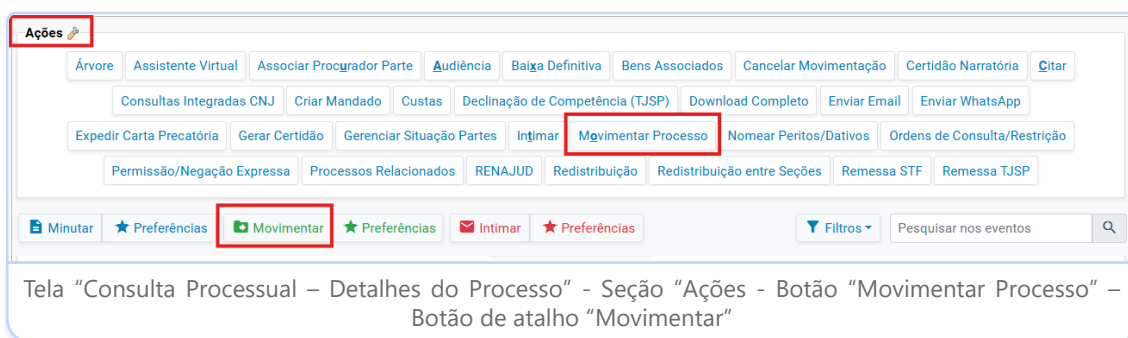 Ações
Árvore Assistente Virtual Associar Procurador Parte Audiência Baixa Definitiva Bens Associados Cancelar Movimentação Certidão Narratória Citar
Consultas Integradas CNJ Criar Mandado Custas Declinação de Competência (TJSP) Download Completo Enviar Email Enviar WhatsApp
Expedir Carta Precatória Gerar Certidão Gerenciar Situação Partes Intimar Movimentar Processo Nomear Peritos/Dativos Ordens de Consulta/Restrição
Permissão/Negação Expressa Processos Relacionados RENAJUD Redistribuição Redistribuição entre Seções Remessa STF Remessa TJSP
Minutar Preferências Movimentar Preferências Intimar Preferências Filtros Pesquisar nos eventos
Tela “Consulta Processual – Detalhes do Processo” - Seção “Ações - Botão “Movimentar Processo” –
Botão de atalho “Movimentar”